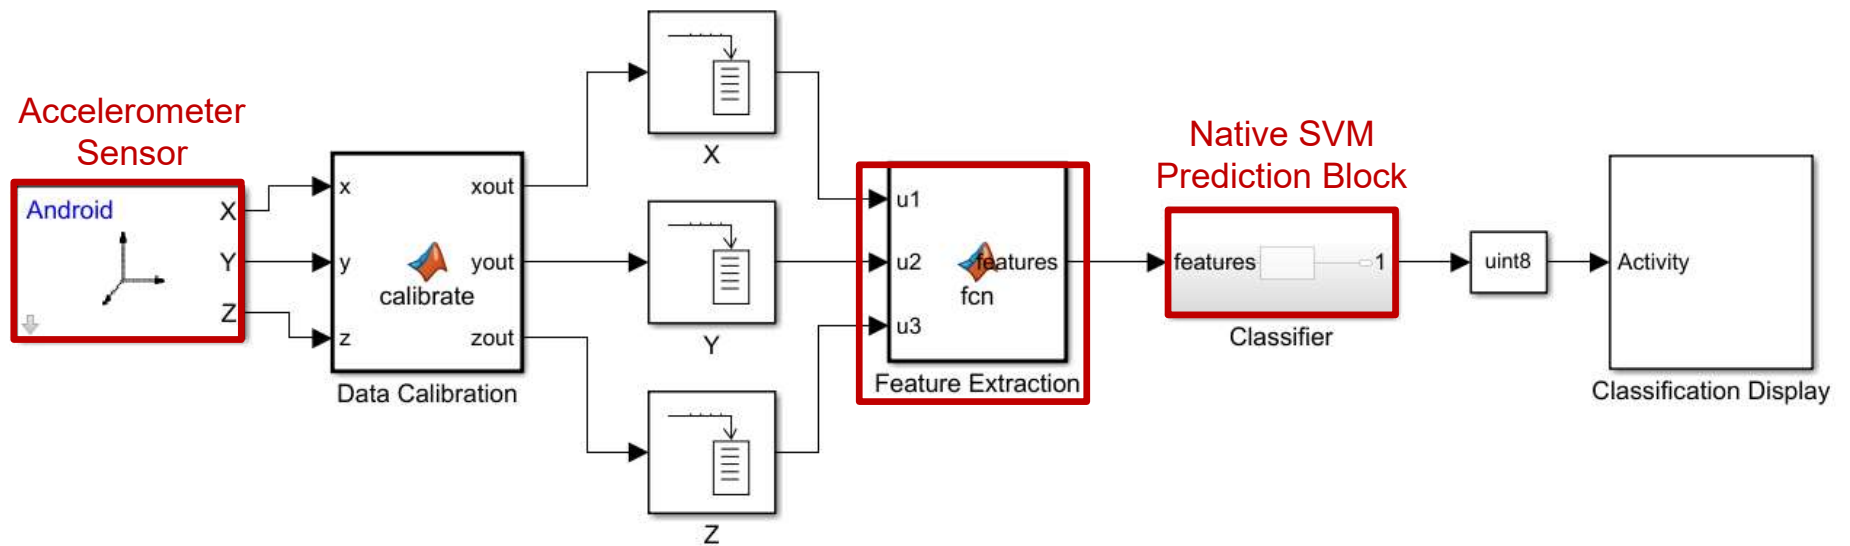 Accelerometer
Sensor
Android
X
Y
Z
x
y
z
xout
yout
zout
calibrate
Data Calibration
X
Y
Z
u1
u2
u3
features
fcn
Feature Extraction
Native SVM
Prediction Block
features
1
Classifier
uint8
Activity
Classification Display